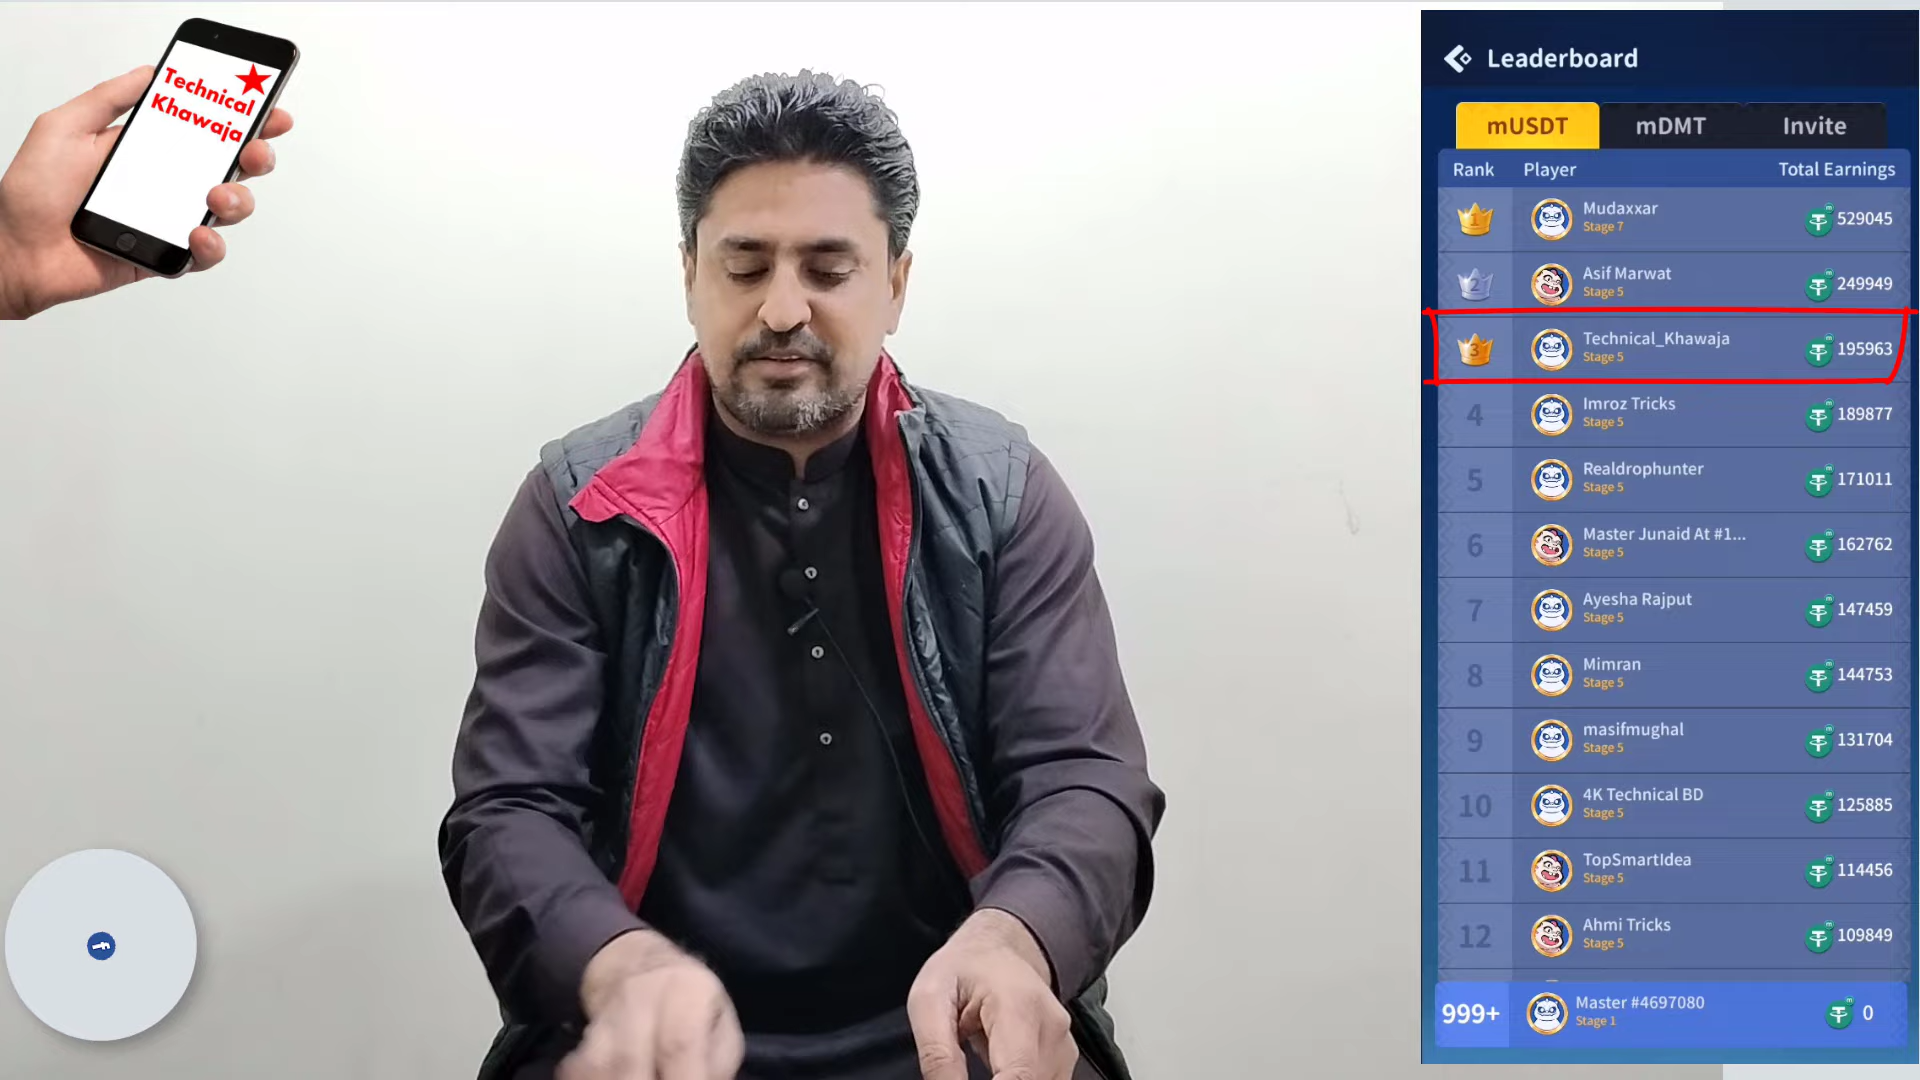 Technical
Khawaja
Leaderboard
mUSDT mDMT Invite
Rank Player Total Earnings
1 Mudaxxar 529045
Stage 7
2 Asif Marwat 249949
Stage 5
3 Technical_Khawaja 195963
Stage 5
4 Imroz Tricks 189877
Stage 5
5 Realdrophunter 171011
Stage 5
6 Master Junaid At #1... 162762
Stage 5
7 Ayesha Rajput 147459
Stage 5
8 Mimran 144753
Stage 5
9 masifmughal 131704
Stage 5
10 4K Technical BD 125885
Stage 5
11 TopSmartIdea 114456
Stage 5
12 Ahmi Tricks 109849
Stage 5
999+ Master #4697080 0
Stage 1